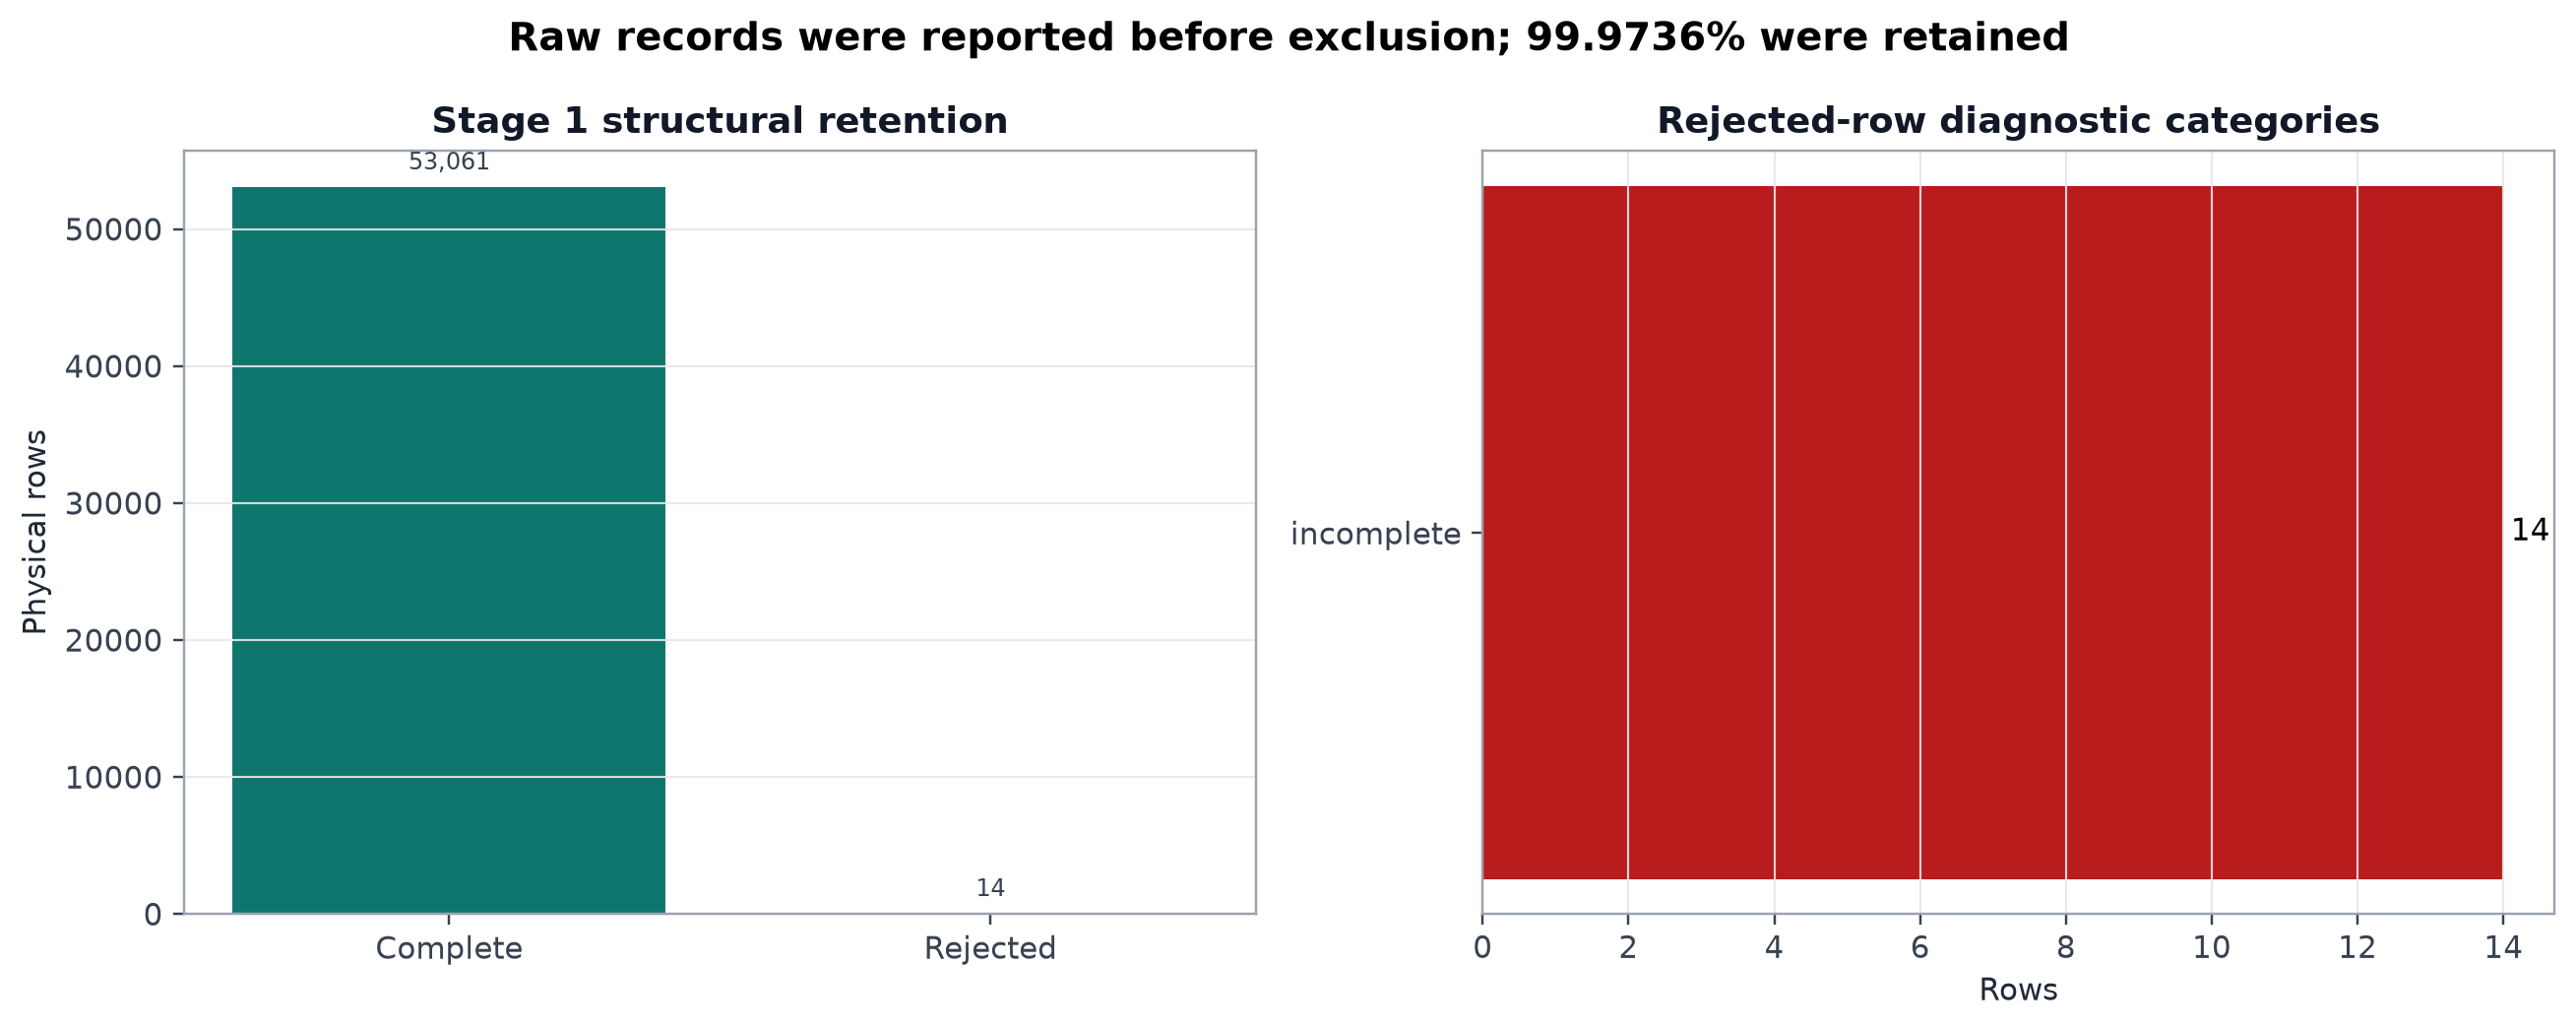 Raw records were reported before exclusion; 99.9736% were retained
Stage 1 structural retention
53,061
50000
40000
30000
20000
10000
0
Physical rows
14
Complete
Rejected
Rejected-row diagnostic categories
incomplete
14
0
2
4
6
8
10
12
14
Rows